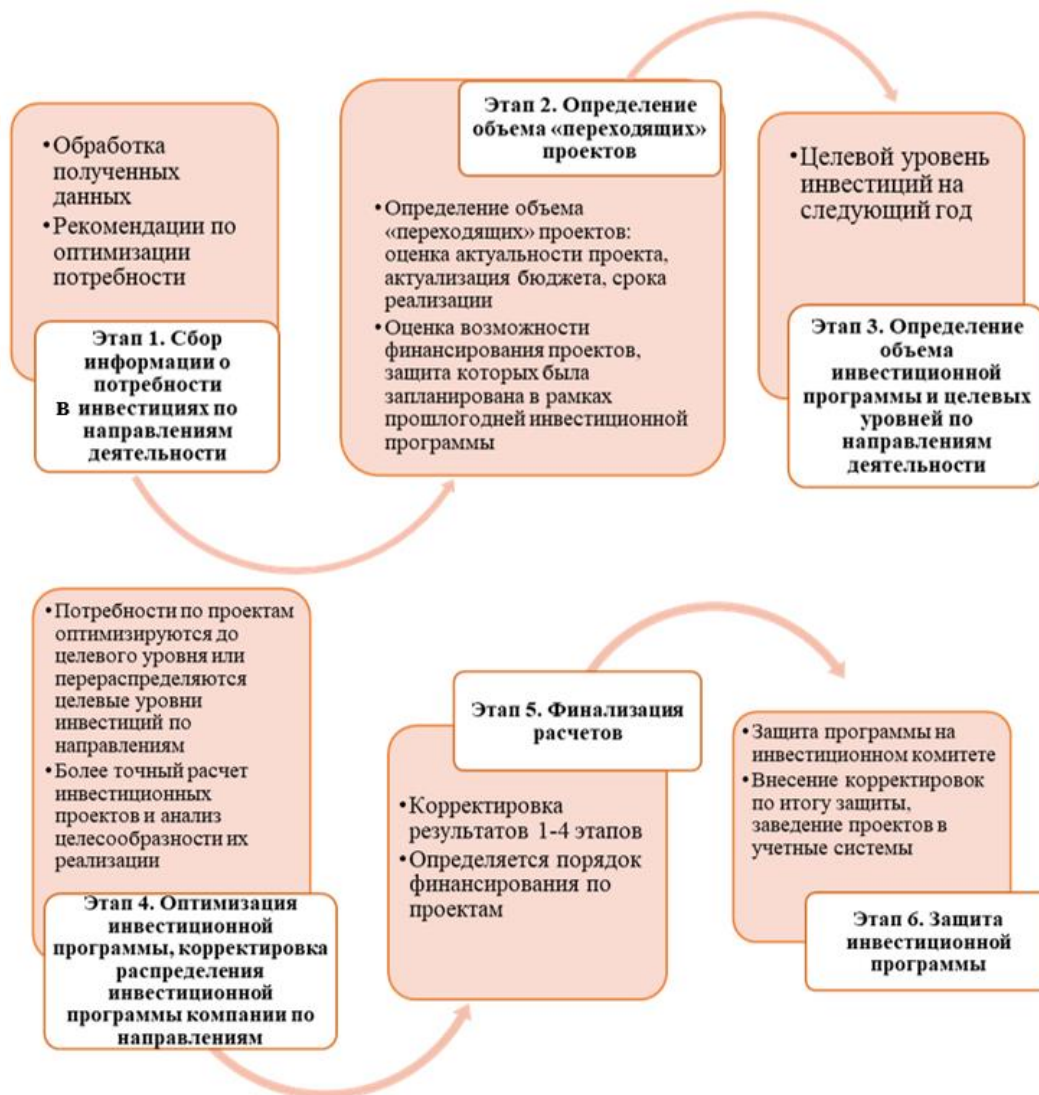 •Обработка
полученных
данных
•Рекомендации по
оптимизации
потребности
Этап 1. Сбор
информации о
потребности
в инвестициях по
направлениям
деятельности
Этап 2. Определение
объема «переходящих»
проектов
•Определение объема
«переходящих» проектов:
оценка актуальности проекта,
актуализация бюджета, срока
реализации
•Оценка возможности
финансирования проектов,
защита которых была
запланирована в рамках
прошлогодней инвестиционной
программы
•Целевой уровень
инвестиций на
следующий год
Этап 3. Определение
объема
инвестиционной
программы и целевых
уровней по
направлениям
деятельности
•Потребности по проектам
оптимизируются до
целевого уровня или
перераспределяются
целевые уровни
инвестиций по
направлениям
•Более точный расчет
инвестиционных
проектов и анализ
целесообразности их
реализации
Этап 4. Оптимизация
инвестиционной
программы, корректировка
распределения
инвестиционной
программы компании по
направлениям
Этап 5. Финализация
расчетов
•Корректировка
результатов 1-4 этапов
•Определяется порядок
финансирования по
проектам
•Защита программы на
инвестиционном комитете
•Внесение корректировок
по итогу защиты,
заведение проектов в
учетные системы
Этап 6. Защита
инвестиционной
программы